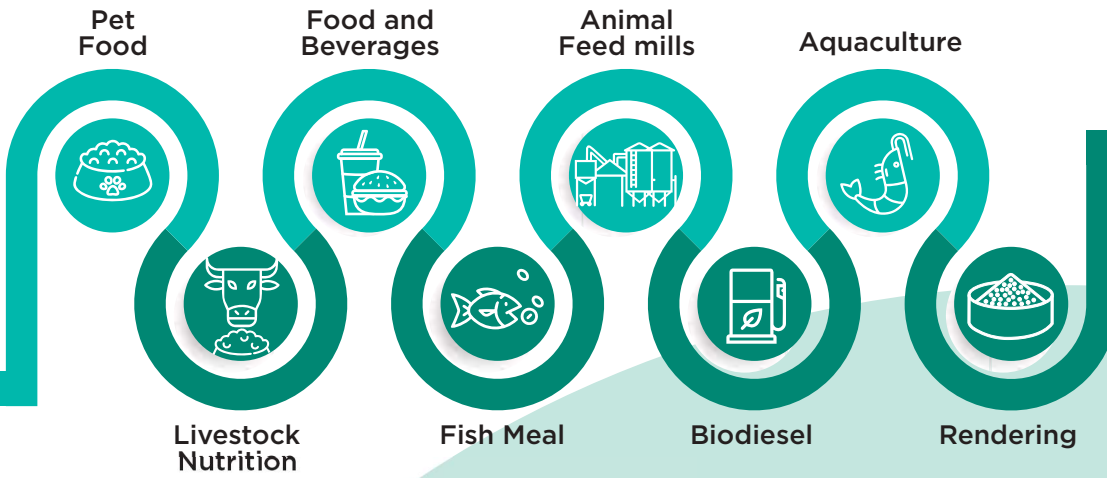 Pet
Food
Food and
Beverages
Animal
Feed mills
Aquaculture
Livestock
Nutrition
Fish Meal
Biodiesel
Rendering